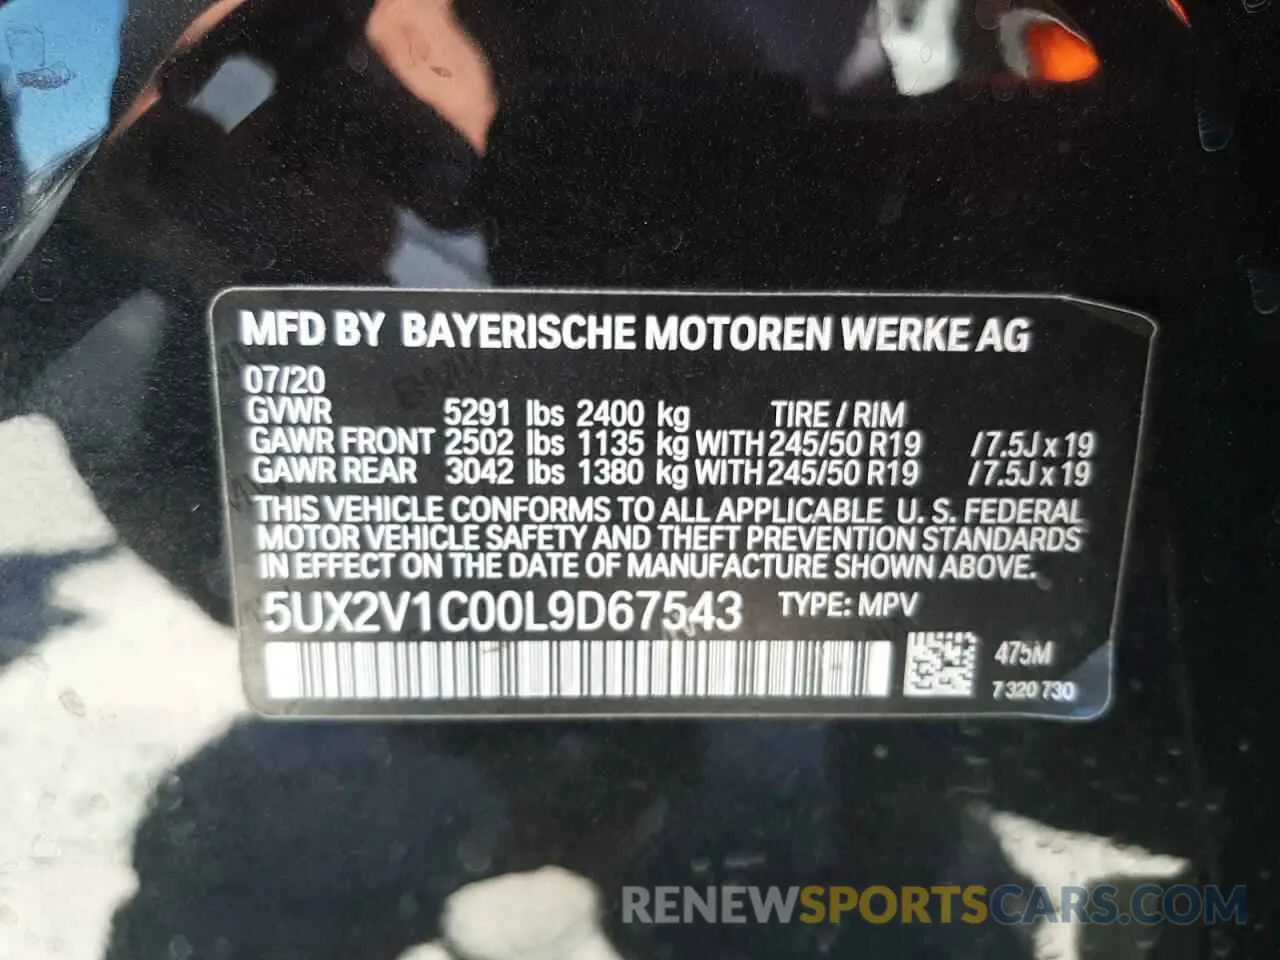 MFD BY BAYERISCHE MOTOREN WERKE AG
07/20
GVWR 5291 lbs 2400 kg TIRE / RIM
GAWR FRONT 2502 lbs 1135 kg WITH 245/50 R19 / 7.5J x 19
GAWR REAR 3042 lbs 1380 kg WITH 245/50 R19 / 7.5J x 19
THIS VEHICLE CONFORMS TO ALL APPLICABLE U. S. FEDERAL
MOTOR VEHICLE SAFETY AND THEFT PREVENTION STANDARDS
IN EFFECT ON THE DATE OF MANUFACTURE SHOWN ABOVE.
5UX2V1C00L9D67543 TYPE: MPV
475M
7 320 730
RENEWSPORTSCARS.COM